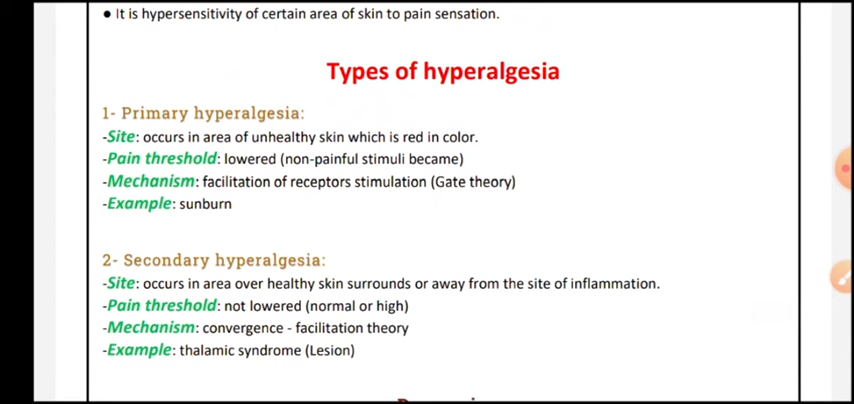 ● It is hypersensitivity of certain area of skin to pain sensation.
Types of hyperalgesia
1- Primary hyperalgesia:
-Site: occurs in area of unhealthy skin which is red in color.
-Pain threshold: lowered (non-painful stimuli became)
-Mechanism: facilitation of receptors stimulation (Gate theory)
-Example: sunburn
2- Secondary hyperalgesia:
-Site: occurs in area over healthy skin surrounds or away from the site of inflammation.
-Pain threshold: not lowered (normal or high)
-Mechanism: convergence - facilitation theory
-Example: thalamic syndrome (Lesion)